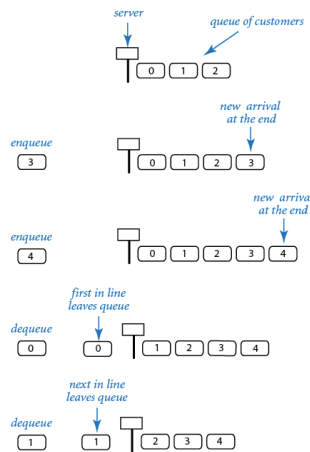 server
queue of customers
0 1 2
new arrival
at the end
enqueue
3
0 1 2 3
new arriva
at the end
enqueue
4
0 1 2 3 4
first in line
leaves queue
dequeue
0
0
1 2 3 4
next in line
leaves queue
dequeue
1
1
2 3 4